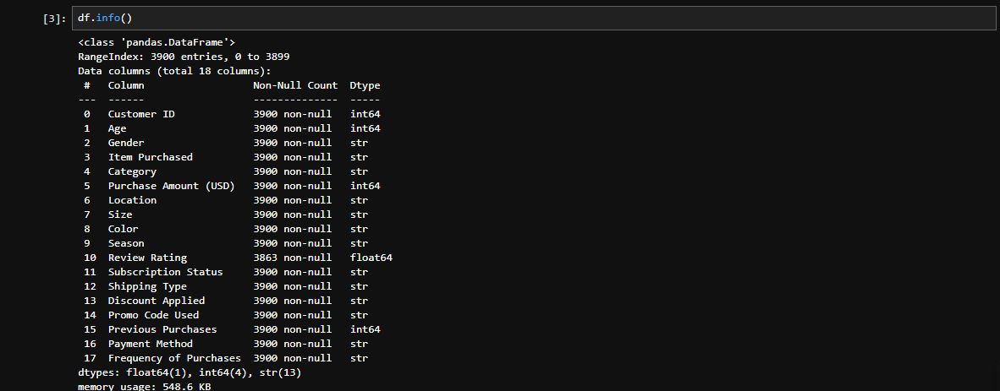 [3]: df.info()
<class 'pandas.DataFrame'>
RangeIndex: 3900 entries, 0 to 3899
Data columns (total 18 columns):
 #   Column                  Non-Null Count  Dtype
---  ------                  --------------  -----
 0   Customer ID             3900 non-null   int64
 1   Age                     3900 non-null   int64
 2   Gender                  3900 non-null   str
 3   Item Purchased          3900 non-null   str
 4   Category                3900 non-null   str
 5   Purchase Amount (USD)   3900 non-null   int64
 6   Location                3900 non-null   str
 7   Size                    3900 non-null   str
 8   Color                   3900 non-null   str
 9   Season                  3900 non-null   str
 10  Review Rating           3863 non-null   float64
 11  Subscription Status     3900 non-null   str
 12  Shipping Type           3900 non-null   str
 13  Discount Applied        3900 non-null   str
 14  Promo Code Used         3900 non-null   str
 15  Previous Purchases      3900 non-null   int64
 16  Payment Method          3900 non-null   str
 17  Frequency of Purchases  3900 non-null   str
dtypes: float64(1), int64(4), str(13)
memory usage: 548.6 KB